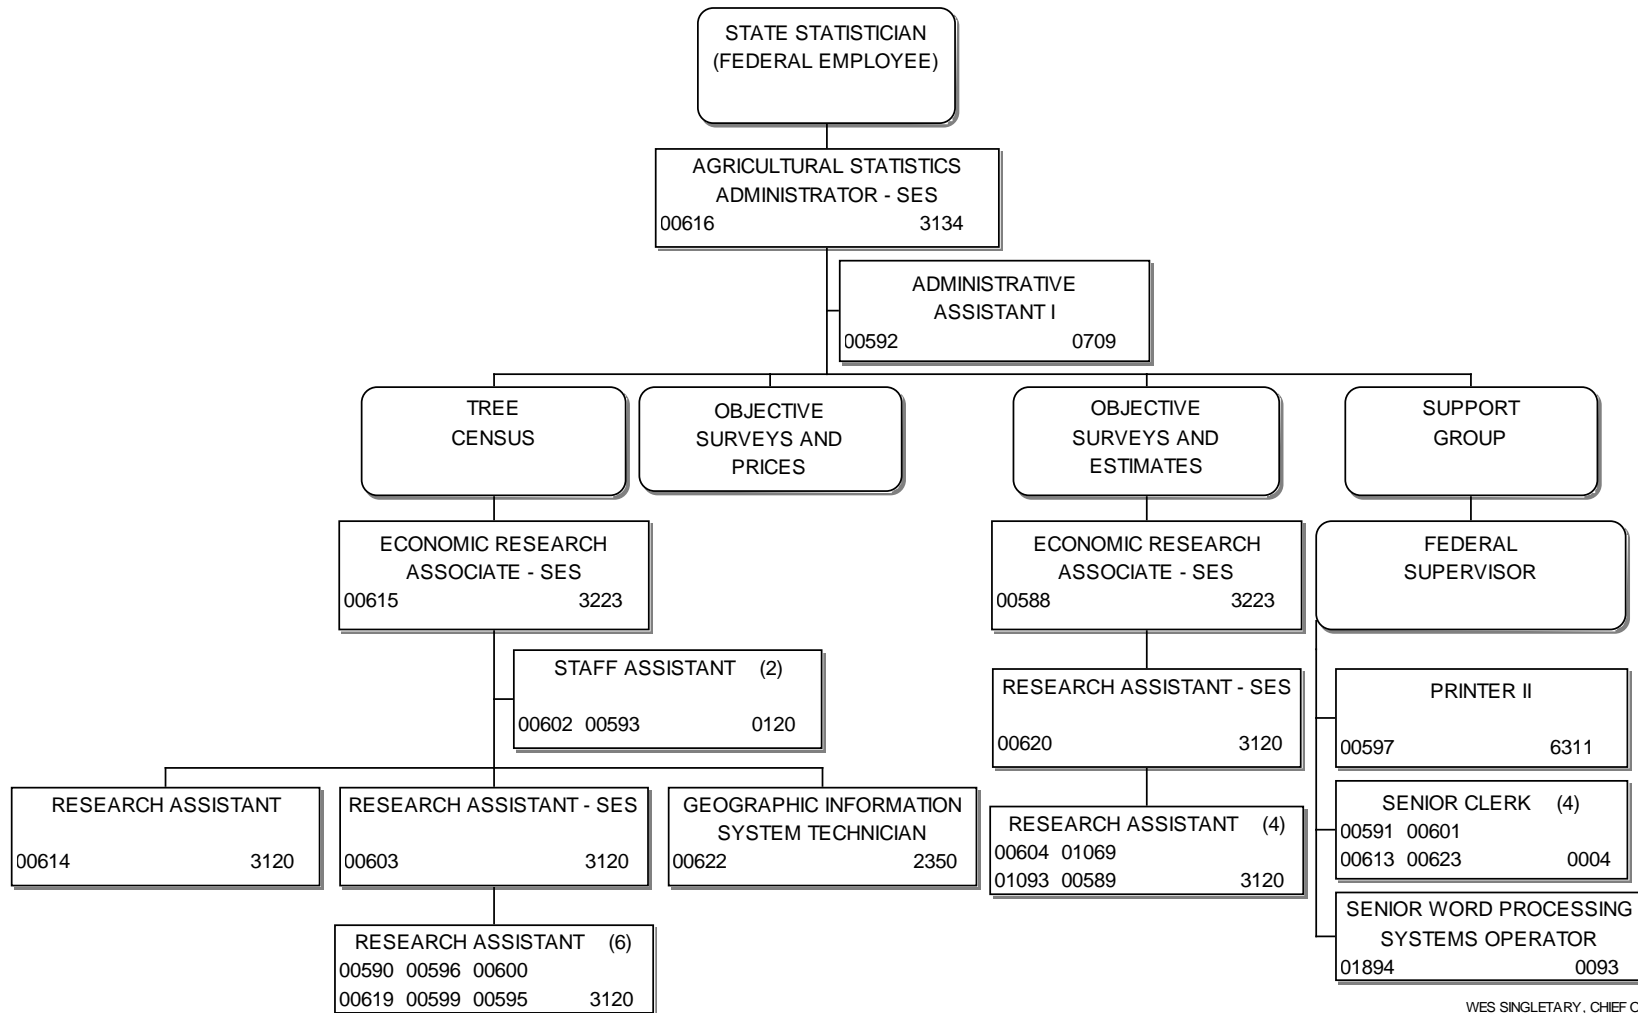 STATE STATISTICIAN
(FEDERAL EMPLOYEE)
AGRICULTURAL STATISTICS
ADMINISTRATOR - SES
00616 3134
ADMINISTRATIVE
ASSISTANT I
00592 0709
TREE
CENSUS
OBJECTIVE
SURVEYS AND
PRICES
OBJECTIVE
SURVEYS AND
ESTIMATES
SUPPORT
GROUP
ECONOMIC RESEARCH
ASSOCIATE - SES
00615 3223
ECONOMIC RESEARCH
ASSOCIATE - SES
00588 3223
FEDERAL
SUPERVISOR
STAFF ASSISTANT (2)
00602 00593 0120
RESEARCH ASSISTANT - SES
00620 3120
PRINTER II
00597 6311
RESEARCH ASSISTANT
00614 3120
RESEARCH ASSISTANT - SES
00603 3120
GEOGRAPHIC INFORMATION
SYSTEM TECHNICIAN
00622 2350
RESEARCH ASSISTANT (4)
00604 01069
01093 00589 3120
SENIOR CLERK (4)
00591 00601
00613 00623 0004
SENIOR WORD PROCESSING
SYSTEMS OPERATOR
01894 0093
RESEARCH ASSISTANT (6)
00590 00596 00600
00619 00599 00595 3120
WES SINGLETARY, CHIEF